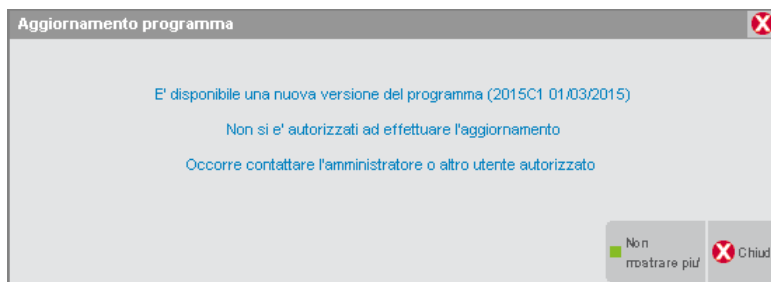 Aggiornamento programma
E' disponibile una nuova versione del programma (2015C1 01/03/2015)
Non si e' autorizzati ad effettuare l'aggiornamento
Occorre contattare l'amministratore o altro utente autorizzato
Non
mostrare piu'
Chiud